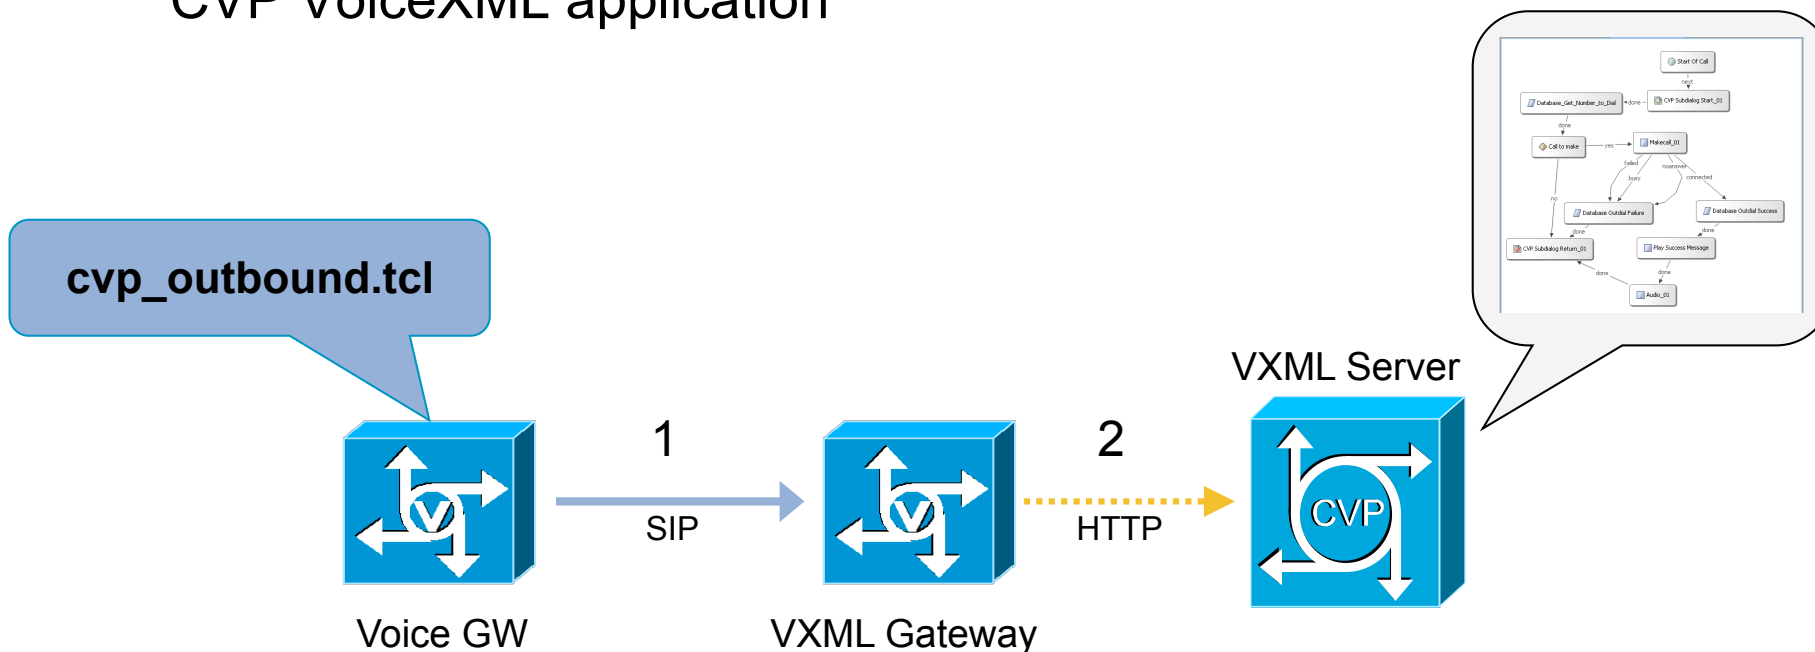 CVP VoiceXML application
Start Of Call
next
CVP Subdialog Start_01
done
Database_Get_Number_to_Dial
done
Call to make
yes
Makecall_01
failed
busy
noanswer
connected
no
Database Outdial Failure
Database Outdial Success
done
done
CVP Subdialog Return_01
Play Success Message
done
done
Audio_01
cvp_outbound.tcl
VXML Server
1
2
V
V
CVP
SIP
HTTP
Voice GW
VXML Gateway